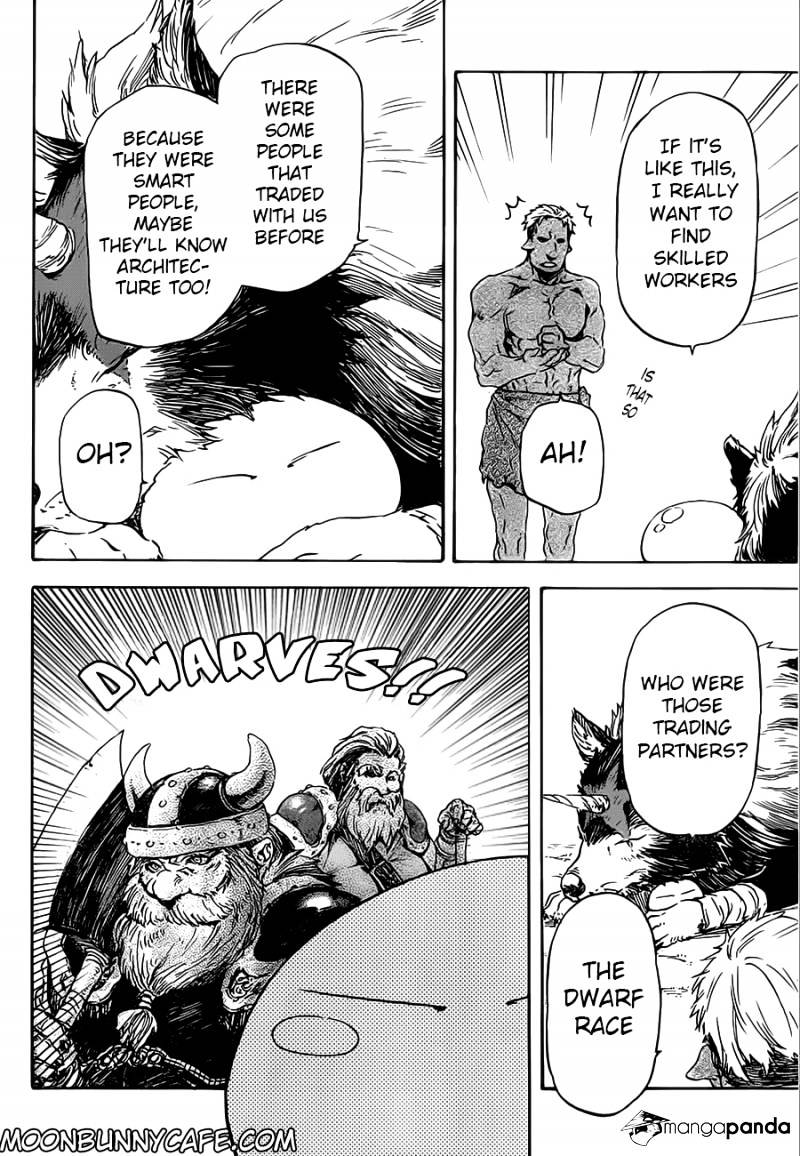 IF IT'S
LIKE THIS,
I REALLY
WANT TO
FIND
SKILLED
WORKERS
IS
THAT
SO
AH!
THERE
WERE
SOME
PEOPLE
THAT
TRADED
WITH US
BEFORE
BECAUSE
THEY WERE
SMART
PEOPLE,
MAYBE
THEY'LL KNOW
ARCHITEC-
TURE TOO!
OH?
WHO WERE
THOSE
TRADING
PARTNERS?
THE
DWARF
RACE
DWARVES!!
MOONBUNNYCAFE.COM
mangapanda